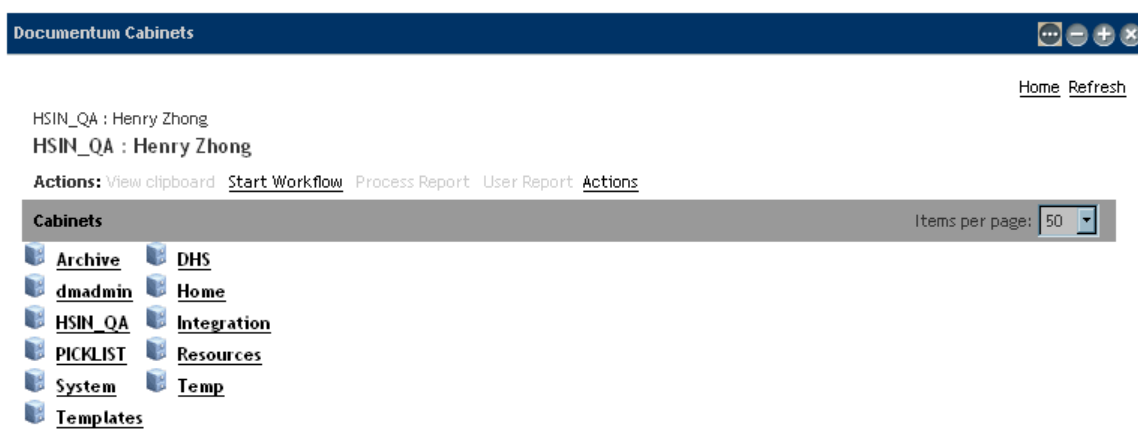 Documentum Cabinets
Home Refresh
HSIN_QA : Henry Zhong
HSIN_QA : Henry Zhong
Actions: View clipboard Start Workflow Process Report User Report Actions
Cabinets Items per page: 50
Archive DHS
dmadmin Home
HSIN_QA Integration
PICKLIST Resources
System Temp
Templates